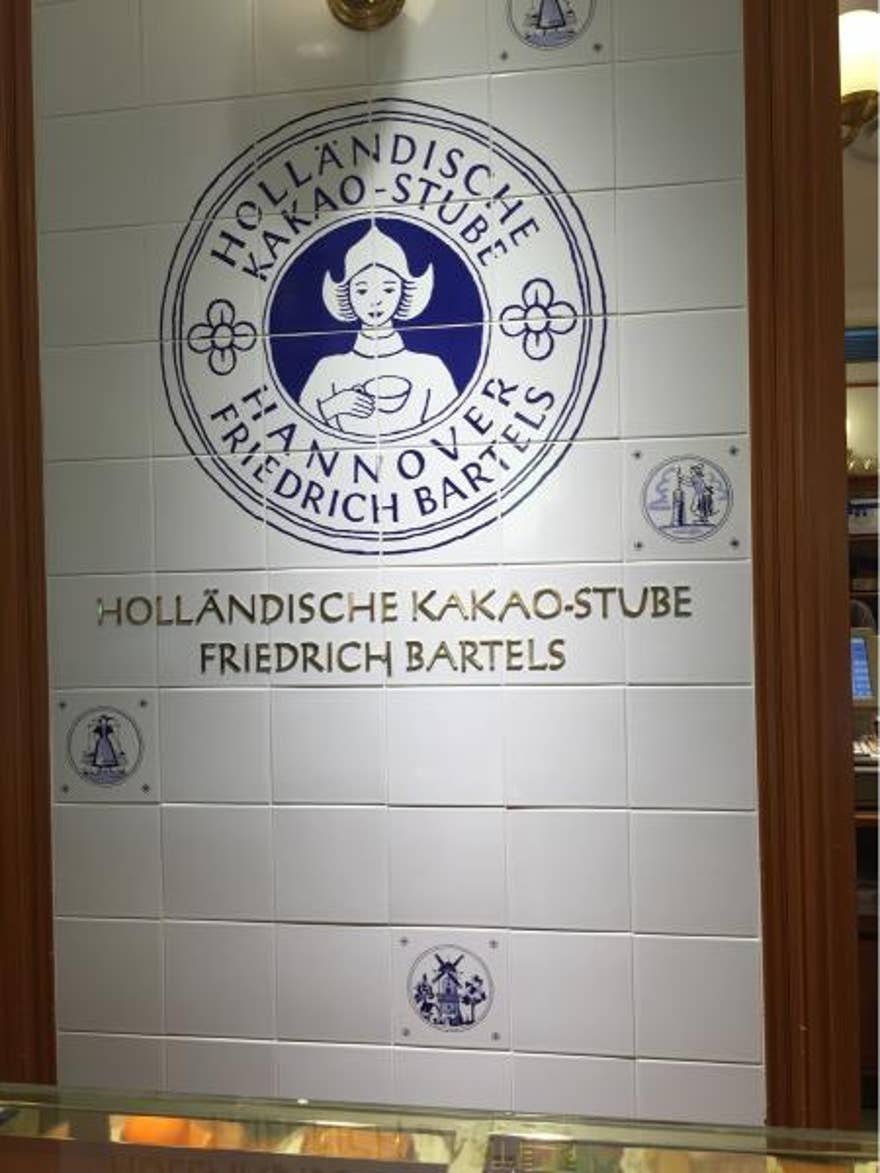 HOLLÄNDISCHE
KAKAO-STUBE
HANNOVER
FRIEDRICH BARTELS
HOLLÄNDISCHE KAKAO-STUBE
FRIEDRICH BARTELS